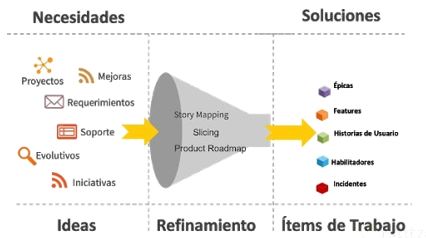 Necesidades
Soluciones
Proyectos
Mejoras
Requerimientos
Soporte
Evolutivos
Iniciativas
Story Mapping
Slicing
Product Roadmap
Épicas
Features
Historias de Usuario
Habilitadores
Incidentes
Ideas
Refinamiento
Ítems de Trabajo